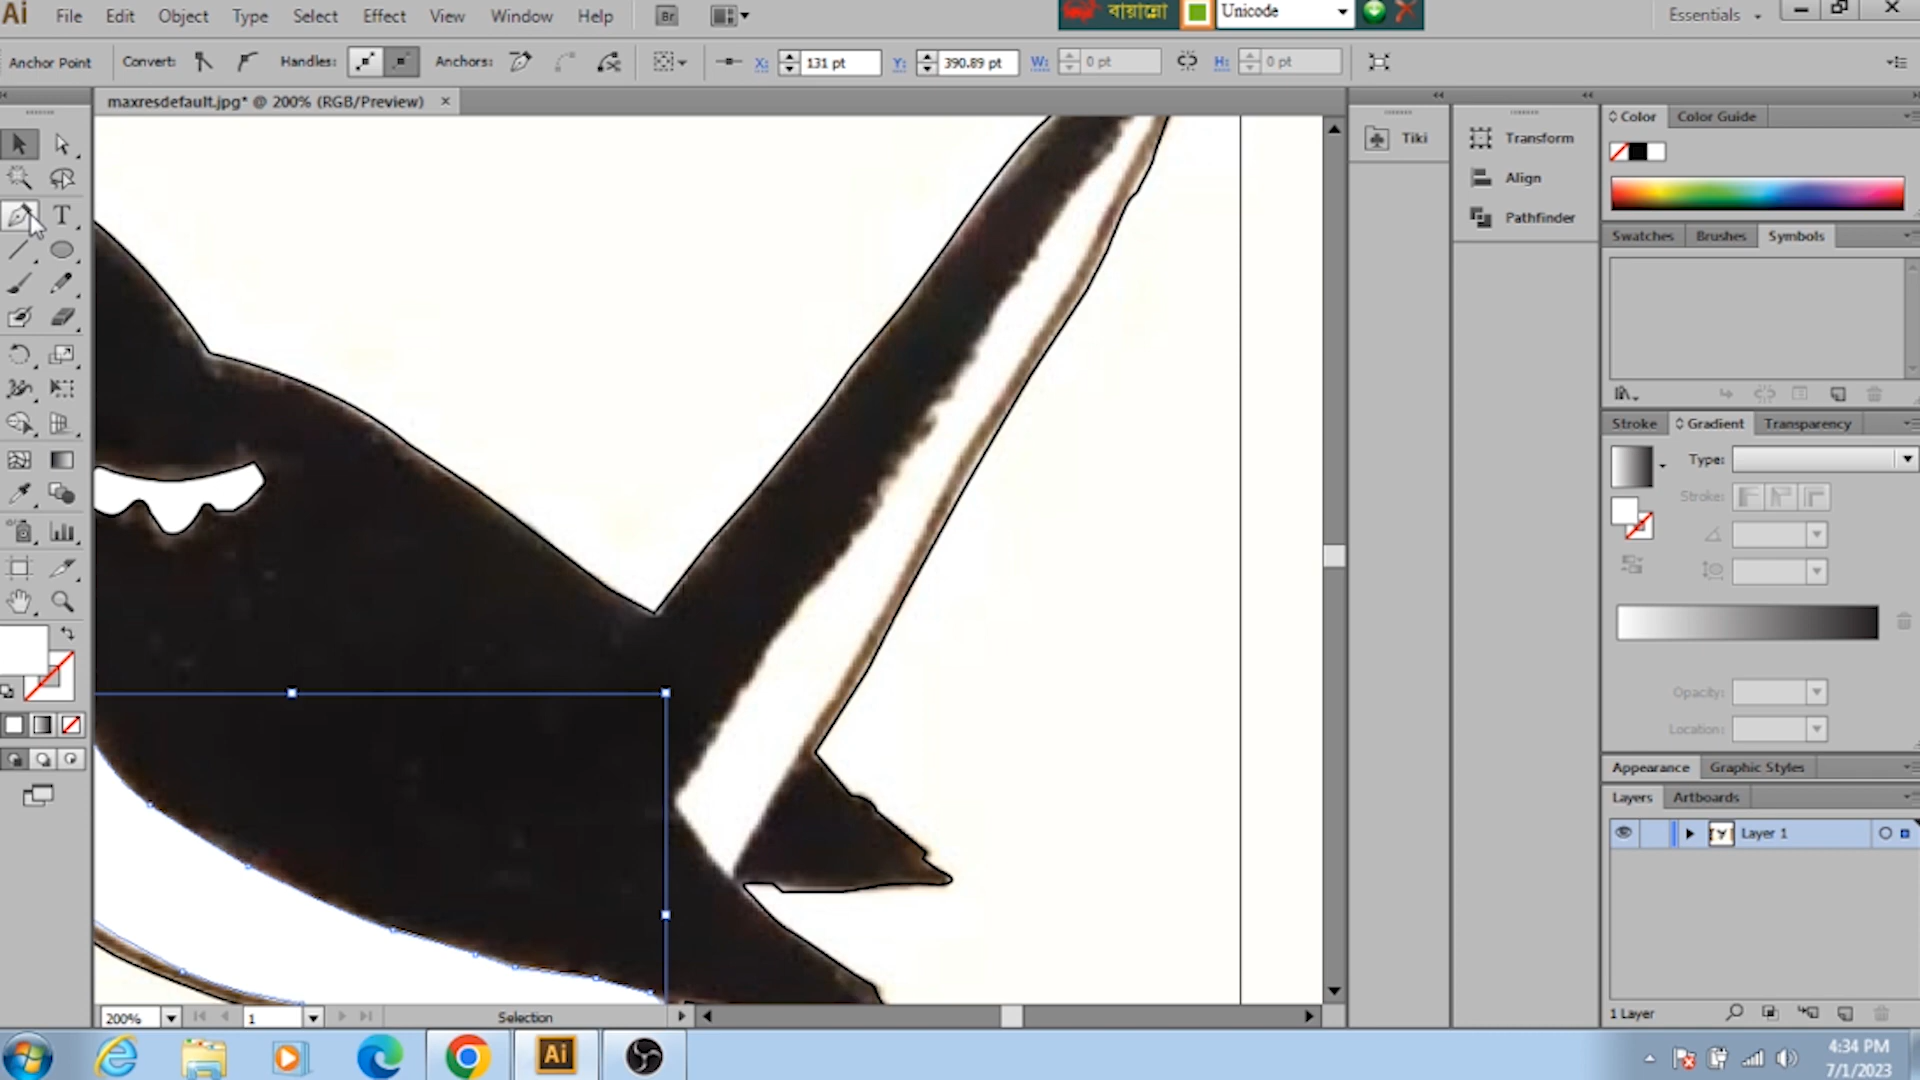 Ai File Edit Object Type Select Effect View Window Help Br বায়ান্নো Unicode Essentials
Anchor Point Convert: Handles: Anchors: X: 131 pt Y: 390.89 pt W: 0 pt H: 0 pt
maxresdefault.jpg* @ 200% (RGB/Preview) ×
Tiki
Transform
Align
Pathfinder
Color Color Guide
Swatches Brushes Symbols
Stroke Gradient Transparency
Type:
Stroke:
Opacity:
Location:
Appearance Graphic Styles
Layers Artboards
Layer 1
1 Layer
T
200% 1 Selection
Ai
4:34 PM
7/1/2023